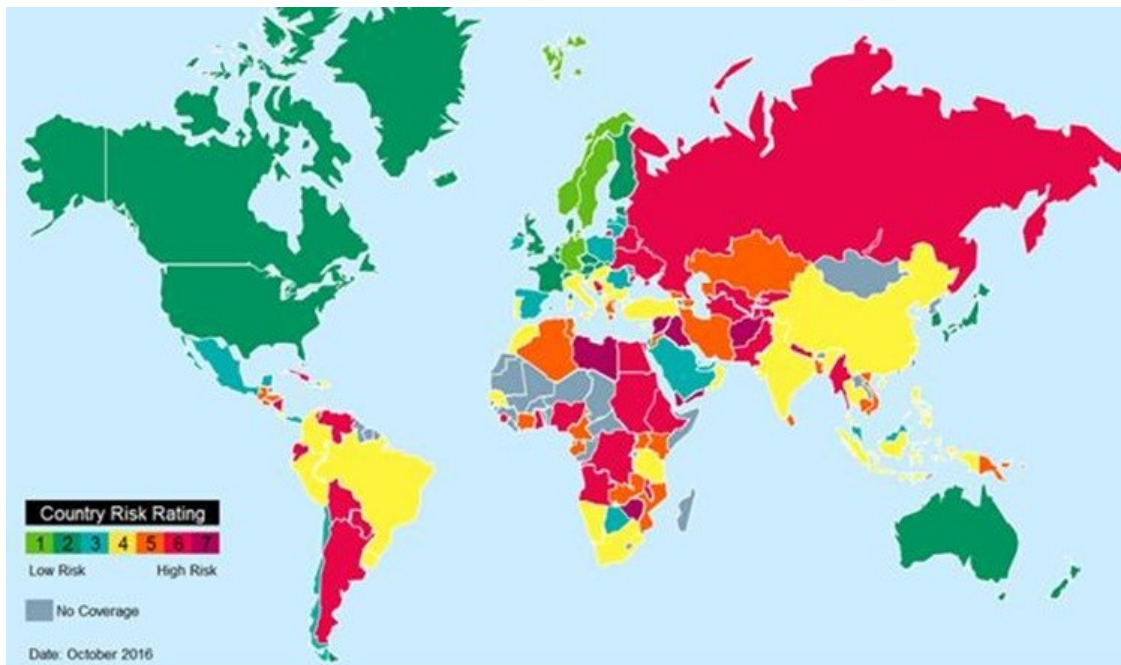 Country Risk Rating
1 2 3 4 5 6 7
Low Risk High Risk
No Coverage
Date: October 2016